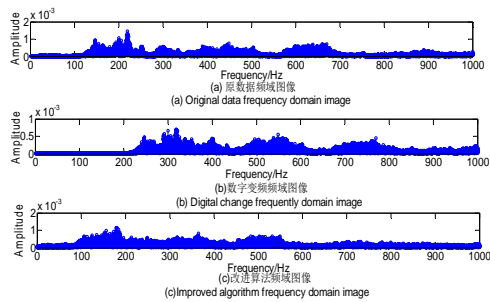 x 10-3
Amplitude
2
1
0
0 100 200 300 400 500 600 700 800 900 1000
Frequency/Hz
(a) 原数据频域图像
(a) Original data frequency domain image
x 10-3
Amplitude
1
0.5
0
0 100 200 300 400 500 600 700 800 900 1000
Frequency/Hz
(b)数字变频频域图像
(b) Digital change frequently domain image
x 10-3
Amplitude
2
1
0
0 100 200 300 400 500 600 700 800 900 1000
Frequency/Hz
(c)改进算法频域图像
(c)Improved algorithm frequency domain image